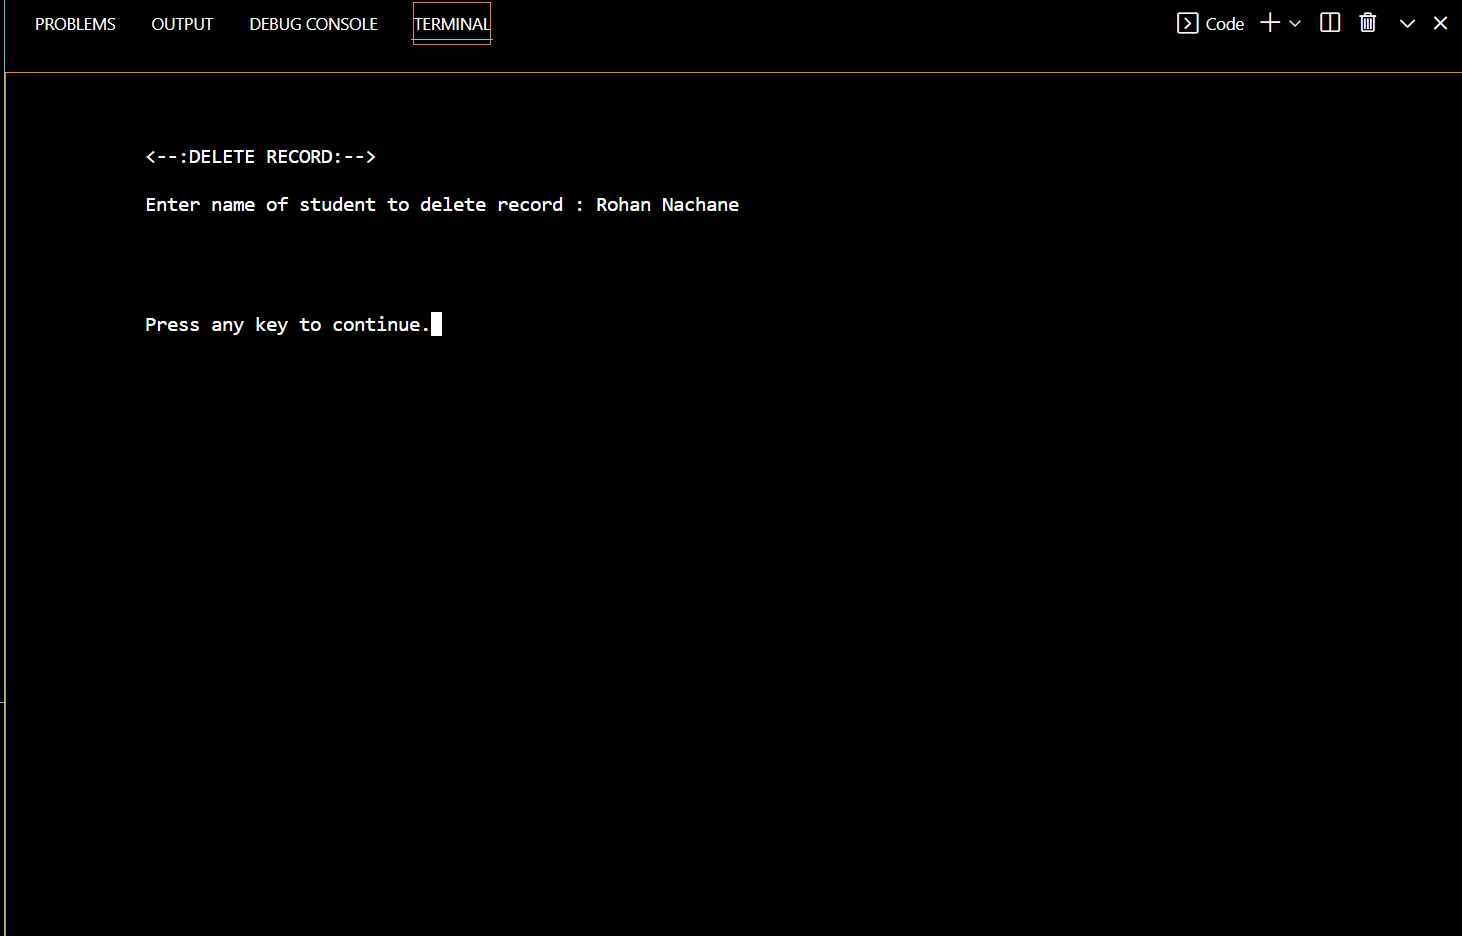 PROBLEMS OUTPUT DEBUG CONSOLE TERMINAL Code
<--:DELETE RECORD:-->
Enter name of student to delete record : Rohan Nachane
Press any key to continue.